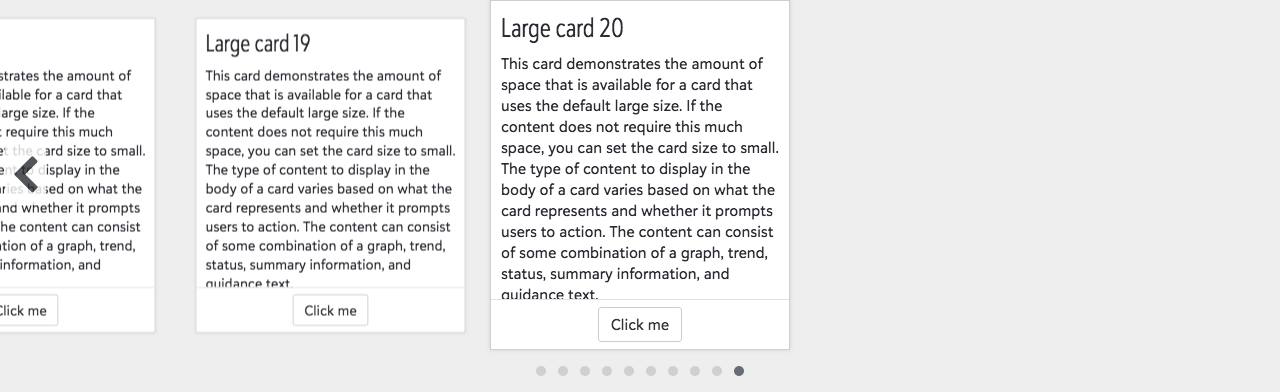 strates the amount of
ilable for a card that
large size. If the
t require this much
t the card size to small.
ent to display in the
aries based on what the
and whether it prompts
he content can consist
tion of a graph, trend,
information, and
Click me
Large card 19
This card demonstrates the amount of
space that is available for a card that
uses the default large size. If the
content does not require this much
space, you can set the card size to small.
The type of content to display in the
body of a card varies based on what the
card represents and whether it prompts
users to action. The content can consist
of some combination of a graph, trend,
status, summary information, and
guidance text.
Click me
Large card 20
This card demonstrates the amount of
space that is available for a card that
uses the default large size. If the
content does not require this much
space, you can set the card size to small.
The type of content to display in the
body of a card varies based on what the
card represents and whether it prompts
users to action. The content can consist
of some combination of a graph, trend,
status, summary information, and
guidance text.
Click me